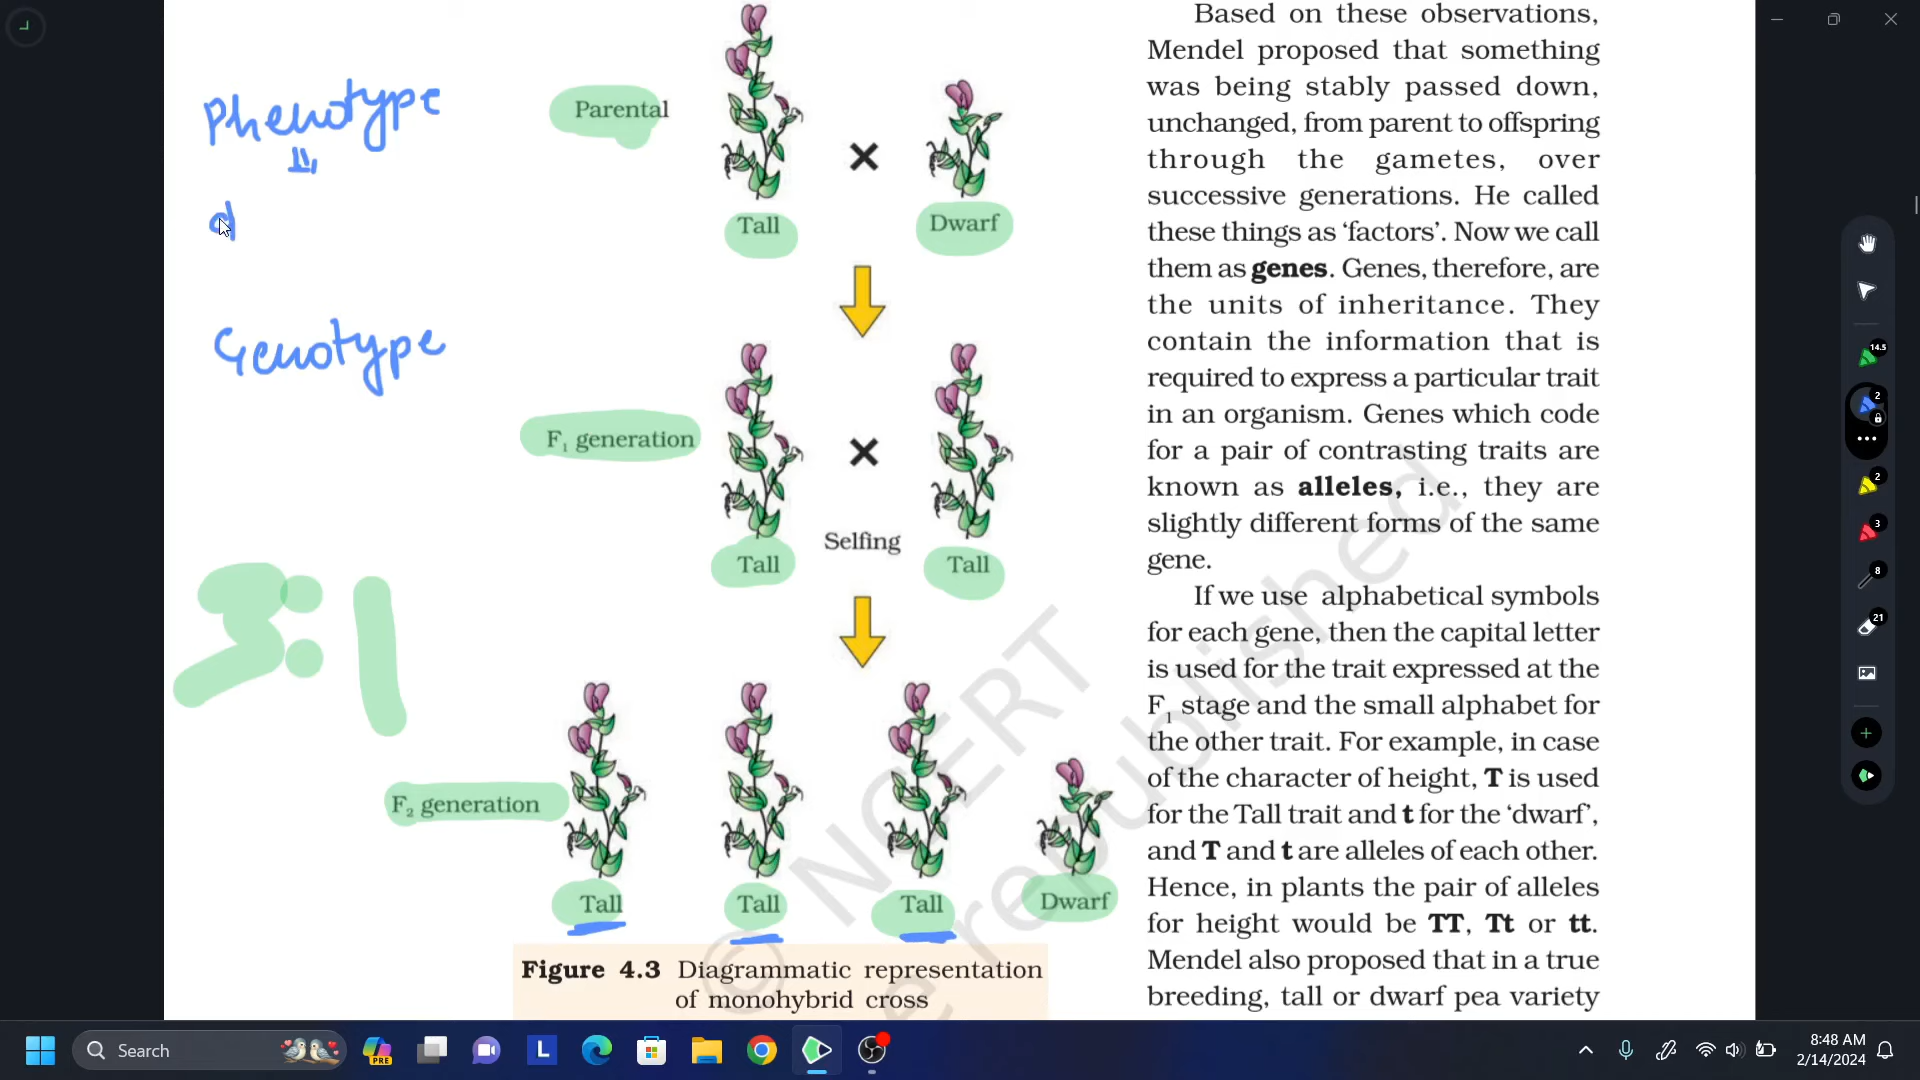 Phenotype
d
Genotype
3:1
Parental
Tall
Dwarf
F₁ generation
Tall
Selfing
Tall
F₂ generation
Tall
Tall
Tall
Dwarf
Figure 4.3 Diagrammatic representation
of monohybrid cross
Based on these observations,
Mendel proposed that something
was being stably passed down,
unchanged, from parent to offspring
through the gametes, over
successive generations. He called
these things as ‘factors’. Now we call
them as genes. Genes, therefore, are
the units of inheritance. They
contain the information that is
required to express a particular trait
in an organism. Genes which code
for a pair of contrasting traits are
known as alleles, i.e., they are
slightly different forms of the same
gene.
If we use alphabetical symbols
for each gene, then the capital letter
is used for the trait expressed at the
F₁ stage and the small alphabet for
the other trait. For example, in case
of the character of height, T is used
for the Tall trait and t for the ‘dwarf’,
and T and t are alleles of each other.
Hence, in plants the pair of alleles
for height would be TT, Tt or tt.
Mendel also proposed that in a true
breeding, tall or dwarf pea variety
© NCERT
republished
14.5
2
2
3
8
21
Search
PRE
L
8:48 AM
2/14/2024